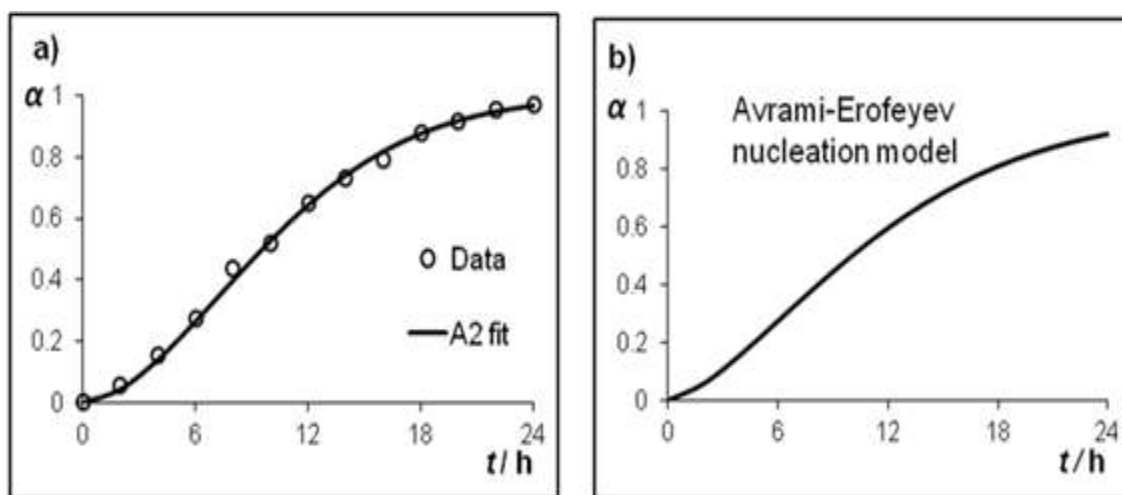 a)
α
1
0.8
0.6
0.4
0.2
0
0 6 12 18 24
t/ h
Data
A2 fit
b)
α
1
0.8
0.6
0.4
0.2
0
0 6 12 18 24
t/ h
Avrami-Erofeyev
nucleation model